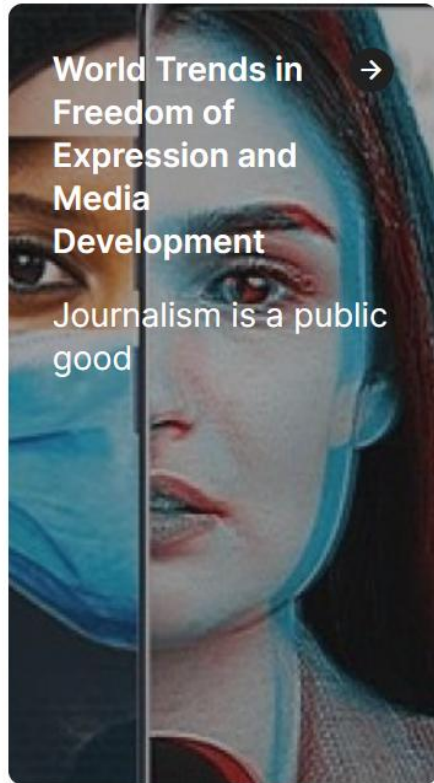 World Trends in
Freedom of
Expression and
Media
Development
Journalism is a public
good